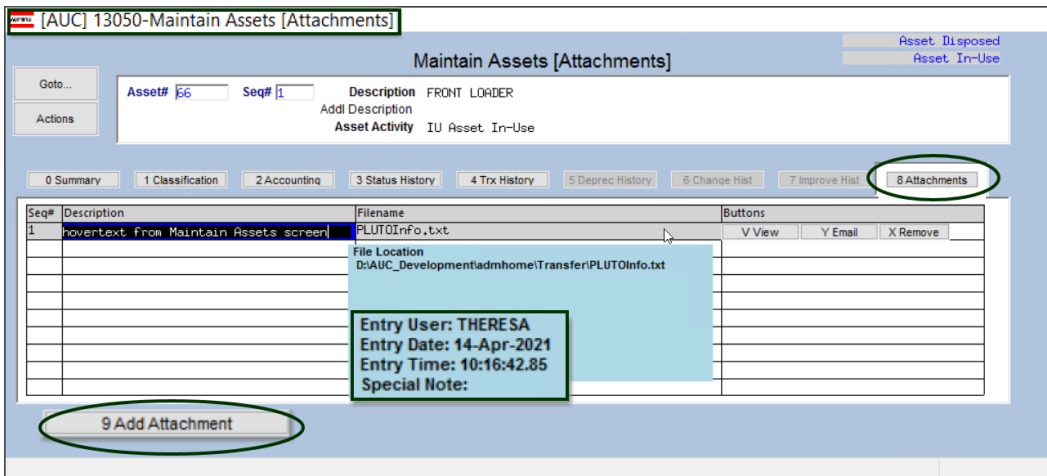 [AUC] 13050-Maintain Assets [Attachments]
Asset Disposed
Maintain Assets [Attachments]
Asset In-Use
Goto...
Actions
Asset# 66 Seq# 1 Description FRONT LOADER
Addl Description
Asset Activity IU Asset In-Use
0 Summary 1 Classification 2 Accounting 3 Status History 4 Trx History 5 Deprec History 6 Change Hist 7 Improve Hist 8 Attachments
Seq# Description Filename Buttons
1 hovertext from Maintain Assets screen PLUTOInfo.txt V View Y Email X Remove
File Location
D:\AUC_Development\admhome\Transfer\PLUTOInfo.txt
Entry User: THERESA
Entry Date: 14-Apr-2021
Entry Time: 10:16:42.85
Special Note:
9 Add Attachment